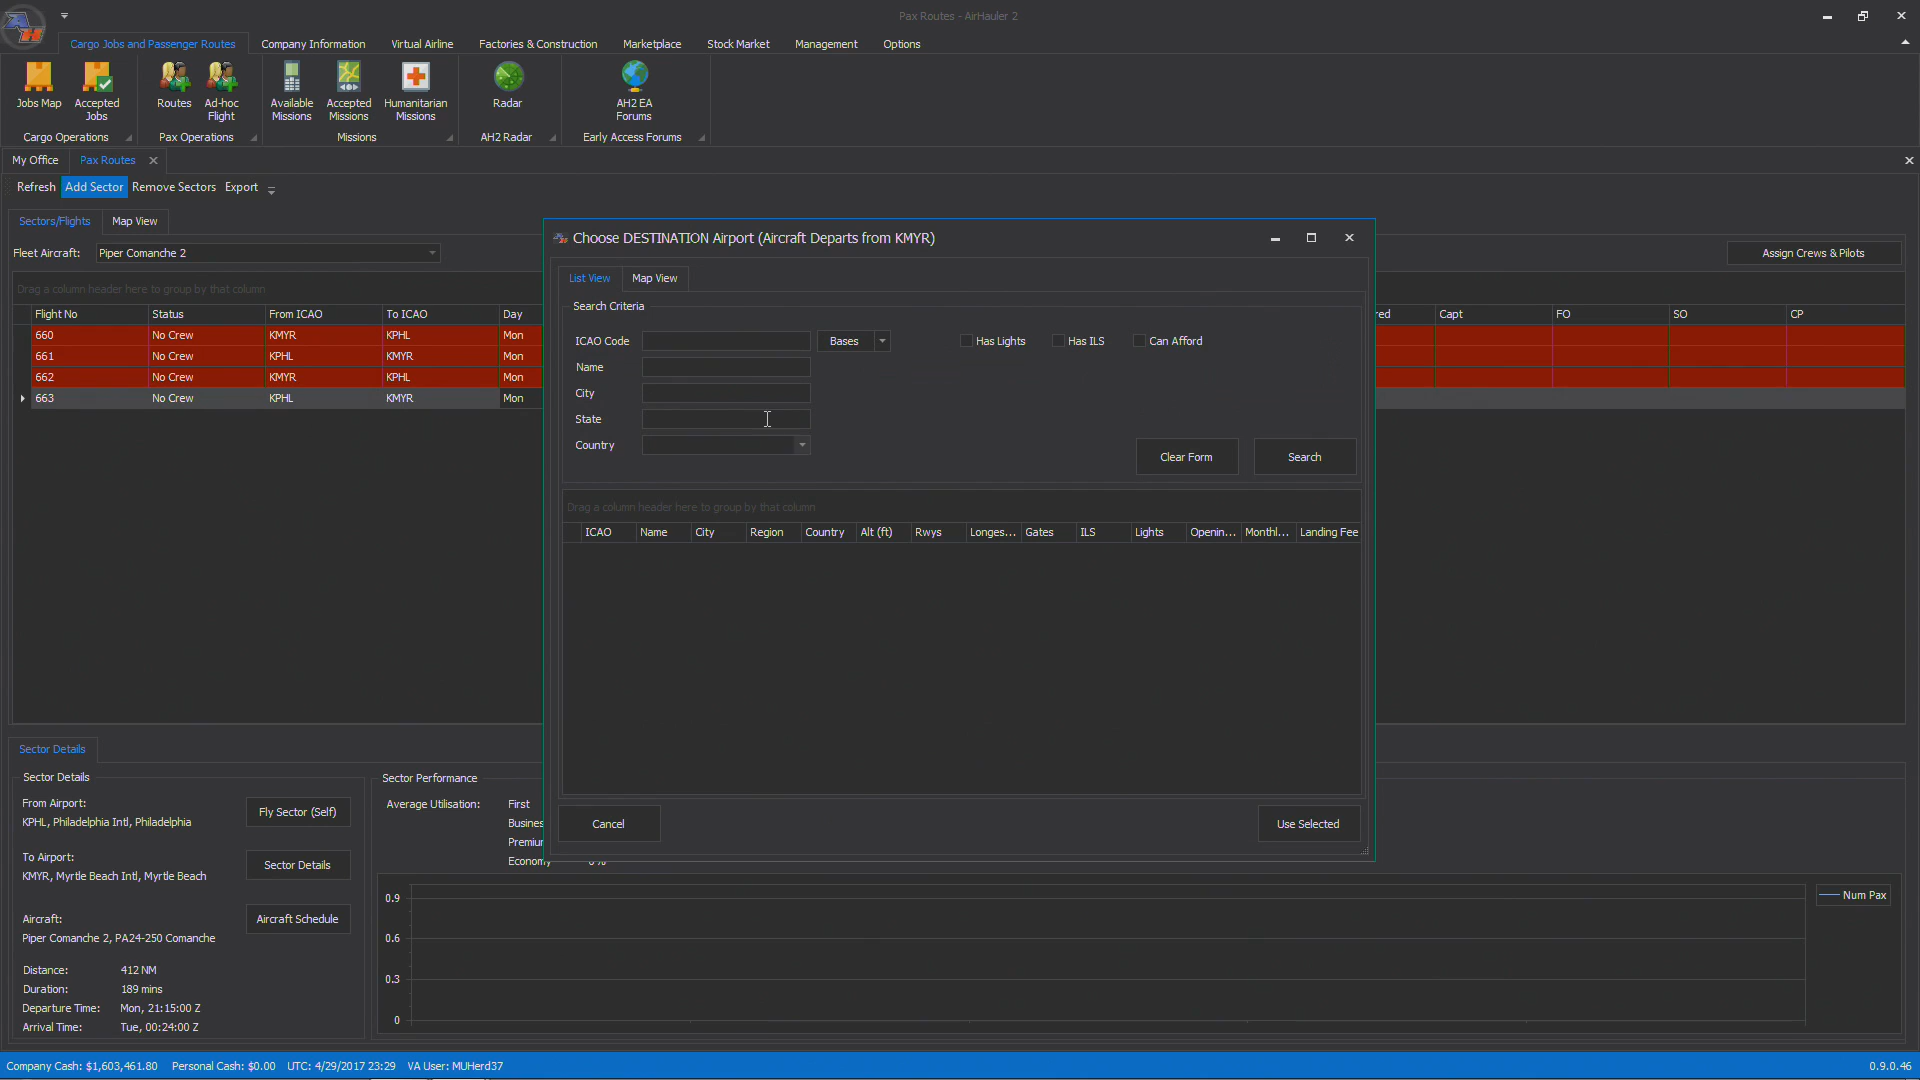 Pax Routes - AirHauler 2
Cargo Jobs and Passenger Routes Company Information Virtual Airline Factories & Construction Marketplace Stock Market Management Options
Jobs Map
Accepted Jobs
Routes
Ad-hoc Flight
Available Missions
Accepted Missions
Humanitarian Missions
Radar
AH2 EA Forums
Cargo Operations Pax Operations Missions AH2 Radar Early Access Forums
My Office Pax Routes
Refresh Add Sector Remove Sectors Export
Sectors/Flights Map View
Fleet Aircraft: Piper Comanche 2
Assign Crews & Pilots
Drag a column header here to group by that column
Flight No Status From ICAO To ICAO Day
red Capt FO SO CP
660 No Crew KMYR KPHL Mon
661 No Crew KPHL KMYR Mon
662 No Crew KMYR KPHL Mon
663 No Crew KPHL KMYR Mon
Choose DESTINATION Airport (Aircraft Departs from KMYR)
List View Map View
Search Criteria
ICAO Code Bases Has Lights Has ILS Can Afford
Name
City
State
Country
Clear Form Search
Drag a column header here to group by that column
ICAO Name City Region Country Alt (ft) Rwys Longes... Gates ILS Lights Openin... Monthl... Landing Fee
Cancel Use Selected
Sector Details
Sector Details
From Airport:
KPHL, Philadelphia Intl, Philadelphia
Fly Sector (Self)
To Airport:
KMYR, Myrtle Beach Intl, Myrtle Beach
Sector Details
Aircraft:
Piper Comanche 2, PA24-250 Comanche
Aircraft Schedule
Distance: 412 NM
Duration: 189 mins
Departure Time: Mon, 21:15:00 Z
Arrival Time: Tue, 00:24:00 Z
Sector Performance
Average Utilisation: First
Busines
Premiun
Economy
0.9
0.6
0.3
0
Num Pax
Company Cash: $1,603,461.80 Personal Cash: $0.00 UTC: 4/29/2017 23:29 VA User: MUHerd37 0.9.0.46